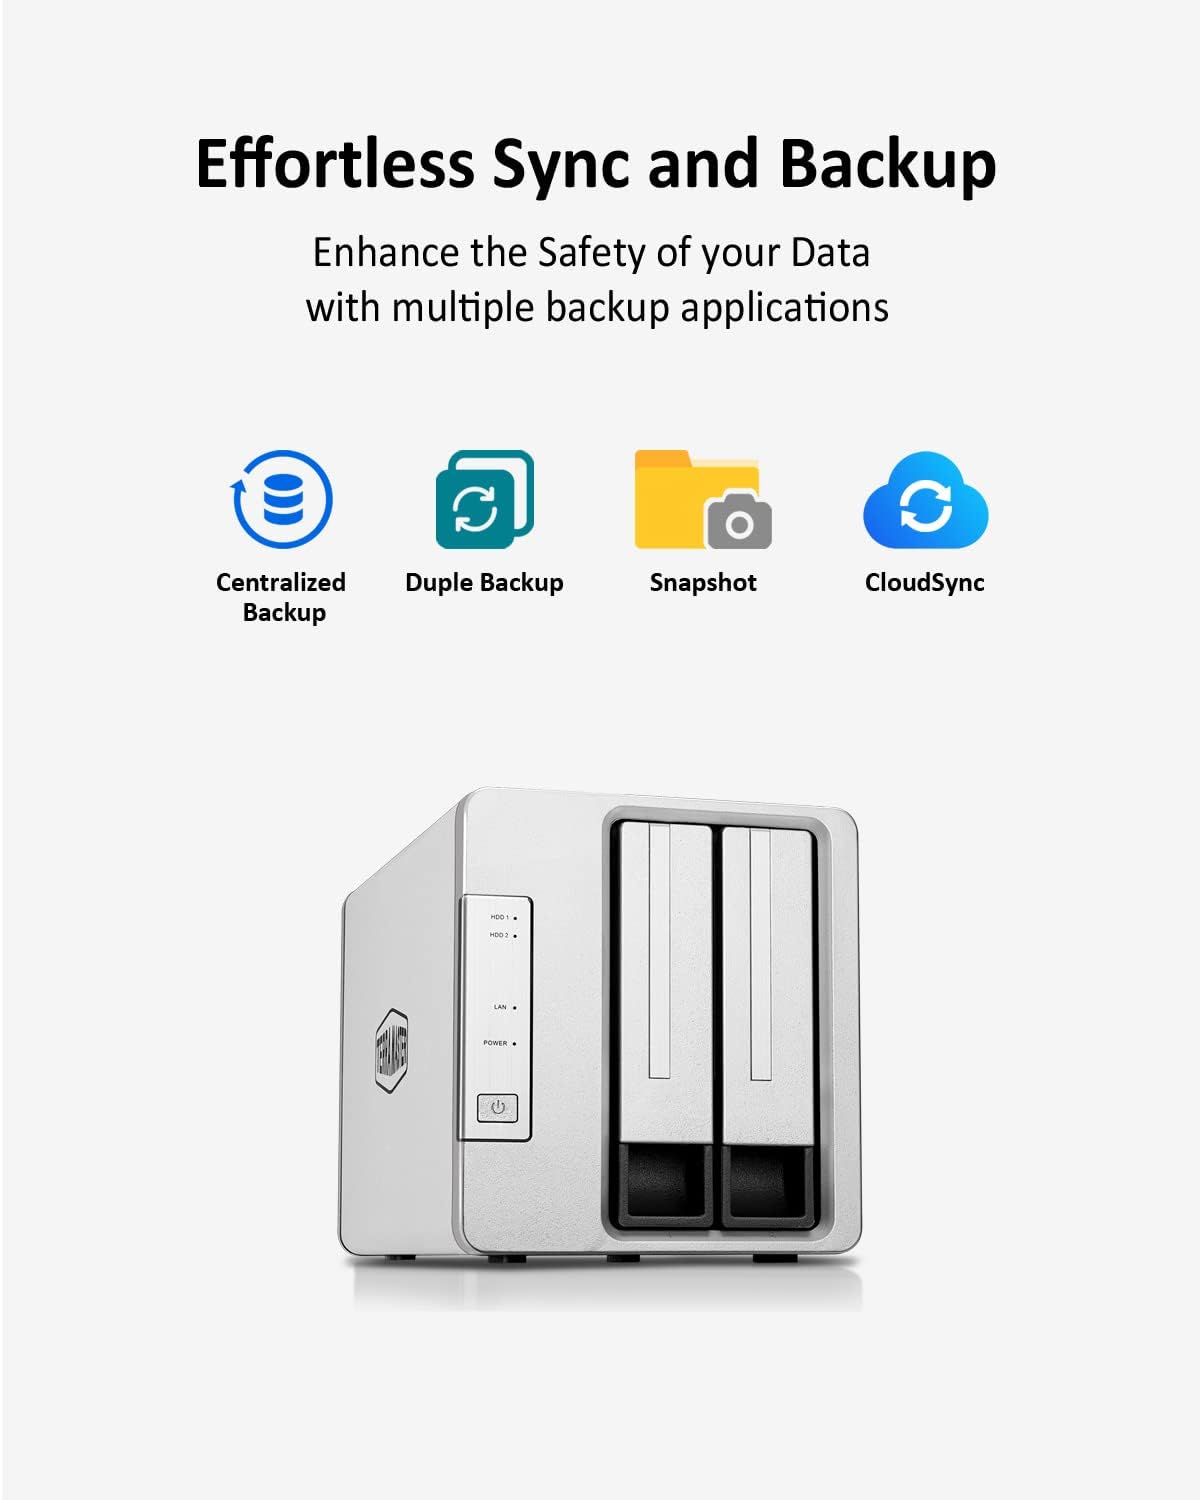 Effortless Sync and Backup
Enhance the Safety of your Data
with multiple backup applications
Centralized
Backup
Duple Backup
Snapshot
CloudSync
HDD 1
HDD 2
LAN
POWER
TERRAMASTER